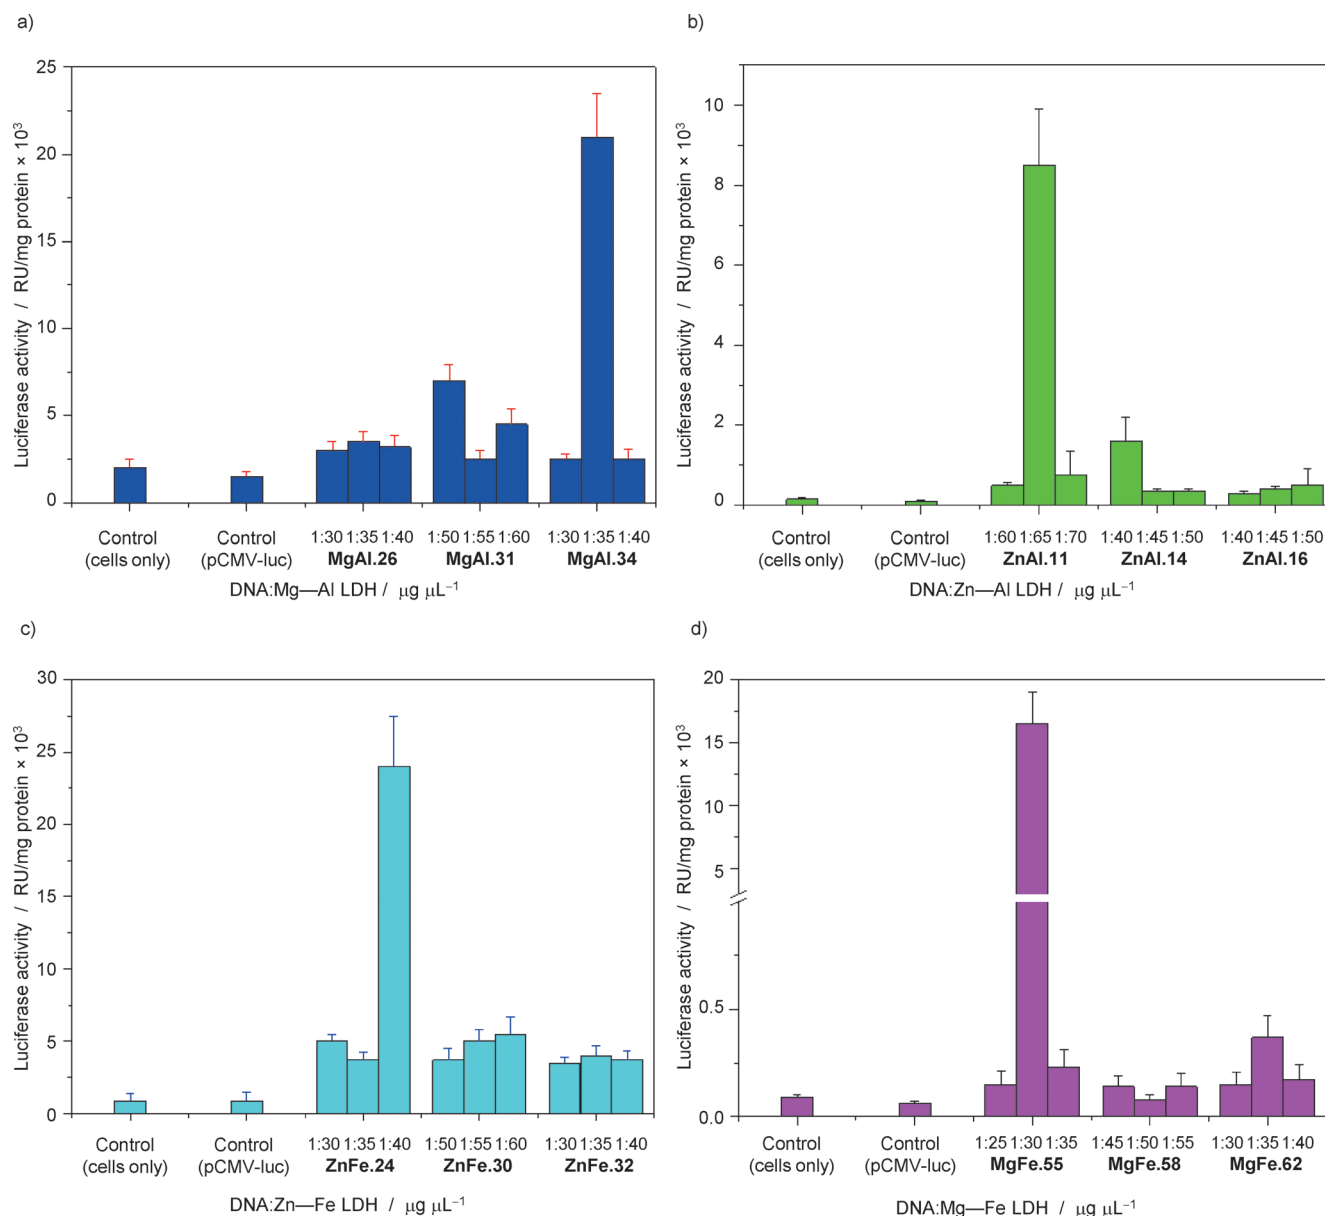 a)
Luciferase activity / RU/mg protein × 10³
25
20
15
10
5
0
Control (cells only)
Control (pCMV-luc)
1:30 1:35 1:40
MgAl.26
1:50 1:55 1:60
MgAl.31
1:30 1:35 1:40
MgAl.34
DNA:Mg—Al LDH / μg μL⁻¹
b)
Luciferase activity / RU/mg protein × 10³
10
8
6
4
2
0
Control (cells only)
Control (pCMV-luc)
1:60 1:65 1:70
ZnAl.11
1:40 1:45 1:50
ZnAl.14
1:40 1:45 1:50
ZnAl.16
DNA:Zn—Al LDH / μg μL⁻¹
c)
Luciferase activity / RU/mg protein × 10³
30
25
20
15
10
5
0
Control (cells only)
Control (pCMV-luc)
1:30 1:35 1:40
ZnFe.24
1:50 1:55 1:60
ZnFe.30
1:30 1:35 1:40
ZnFe.32
DNA:Zn—Fe LDH / μg μL⁻¹
d)
Luciferase activity / RU/mg protein × 10³
20
15
10
5
0.5
0.0
Control (cells only)
Control (pCMV-luc)
1:25 1:30 1:35
MgFe.55
1:45 1:50 1:55
MgFe.58
1:30 1:35 1:40
MgFe.62
DNA:Mg—Fe LDH / μg μL⁻¹